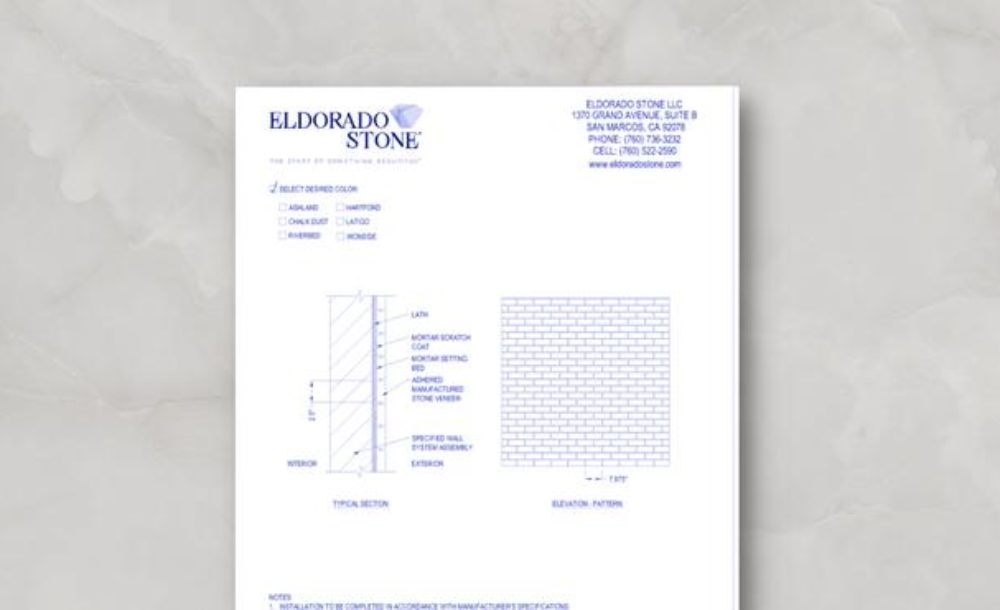 ELDORADO
STONE
THE START OF SOMETHING BEAUTIFUL
ELDORADO STONE LLC
1370 GRAND AVENUE, SUITE B
SAN MARCOS, CA 92078
PHONE: (760) 736-3232
CELL: (760) 522-2590
www.eldoradostone.com
SELECT DESIRED COLOR:
ASHLAND
HARTFORD
CHALK DUST
LATIGO
RIVERBED
IRONSIDE
LATH
MORTAR SCRATCH
COAT
MORTAR SETTING
BED
ADHERED
MANUFACTURED
STONE VENEER
SPECIFIED WALL
SYSTEM ASSEMBLY
INTERIOR
EXTERIOR
TYPICAL SECTION
7.875"
ELEVATION - PATTERN
NOTES
1. INSTALLATION TO BE COMPLETED IN ACCORDANCE WITH MANUFACTURER'S SPECIFICATIONS.